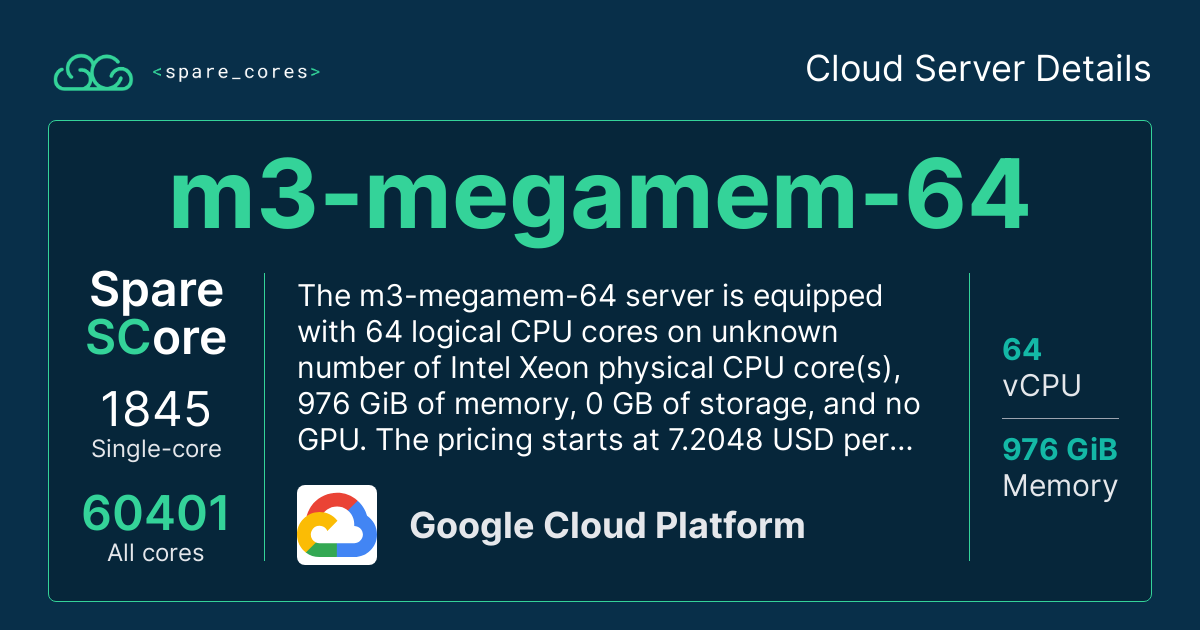 <spare_cores>
Cloud Server Details
m3-megamem-64
Spare
SCore
1845
Single-core
60401
All cores
The m3-megamem-64 server is equipped
with 64 logical CPU cores on unknown
number of Intel Xeon physical CPU core(s),
976 GiB of memory, 0 GB of storage, and no
GPU. The pricing starts at 7.2048 USD per...
Google Cloud Platform
64
vCPU
976 GiB
Memory